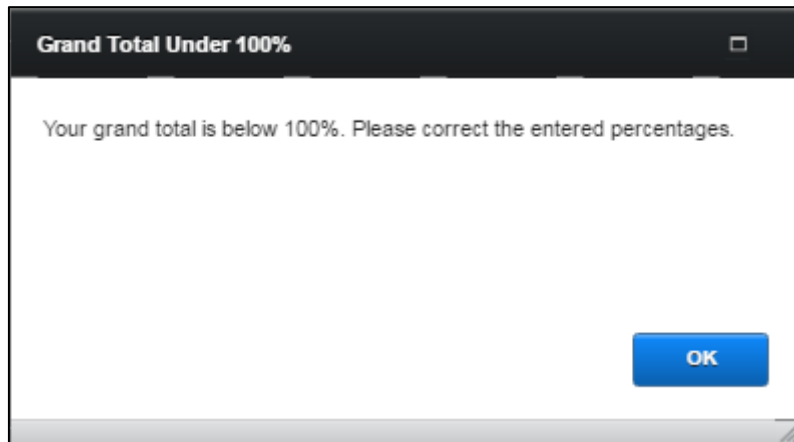 Grand Total Under 100%
Your grand total is below 100%. Please correct the entered percentages.
OK